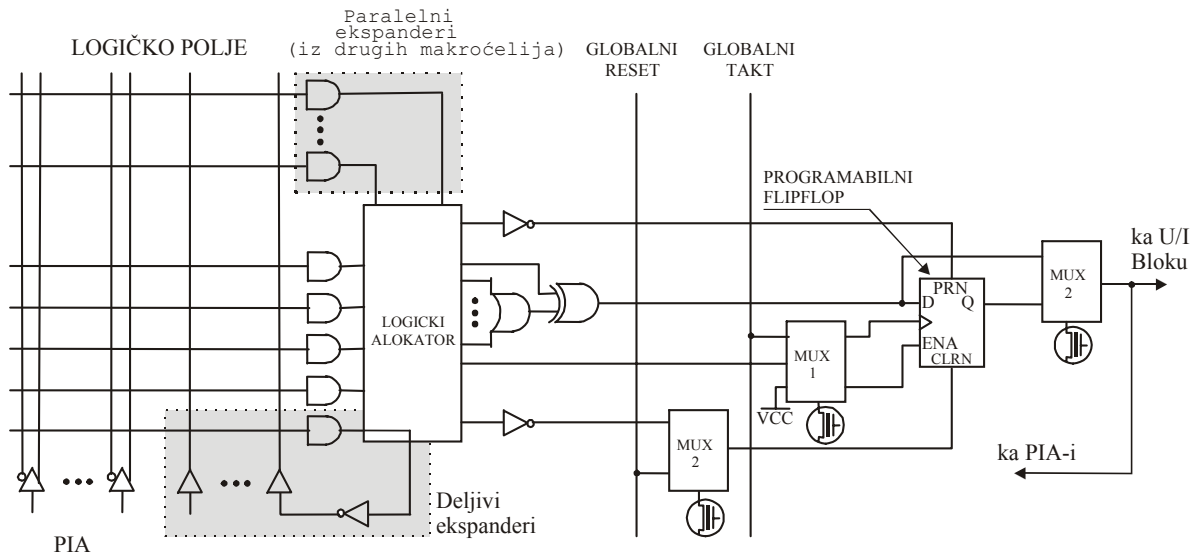 Paralelni
ekspanderi
(iz drugih makroćelija)
LOGIČKO POLJE
GLOBALNI
RESET
GLOBALNI
TAKT
PROGRAMABILNI
FLIPFLOP
ka U/I
Bloku
LOGICKI
ALOKATOR
PRN
D
Q
ENA
CLRN
MUX
2
MUX
1
VCC
MUX
2
ka PIA-i
Deljivi
ekspanderi
PIA